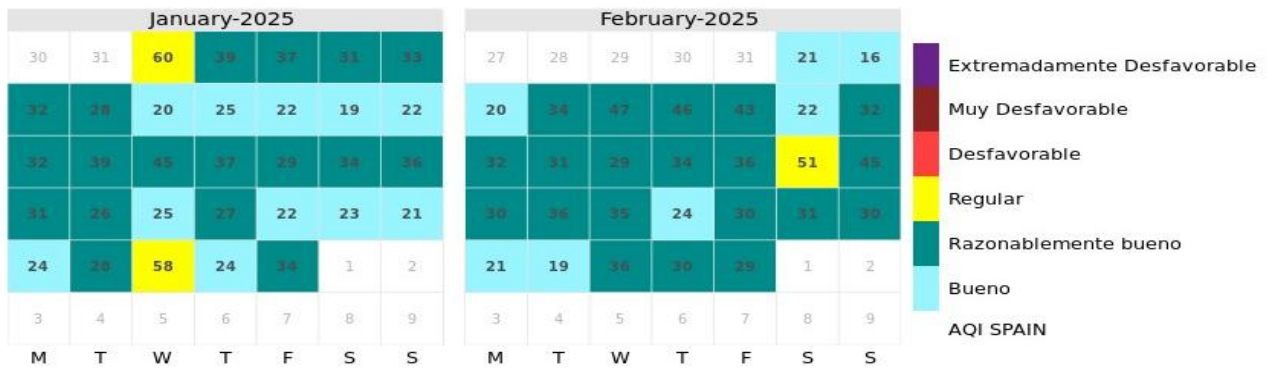 January-2025 February-2025
30 31 60 39 37 31 33 27 28 29 30 31 21 16
32 28 20 25 22 19 22 20 34 47 46 43 22 32
32 39 45 37 29 34 36 32 31 29 34 36 51 45
31 26 25 27 22 23 21 30 36 35 24 30 31 30
24 28 58 24 34 1 2 21 19 36 30 29 1 2
3 4 5 6 7 8 9 3 4 5 6 7 8 9
M T W T F S S M T W T F S S
Extremadamente Desfavorable
Muy Desfavorable
Desfavorable
Regular
Razonablemente bueno
Bueno
AQI SPAIN